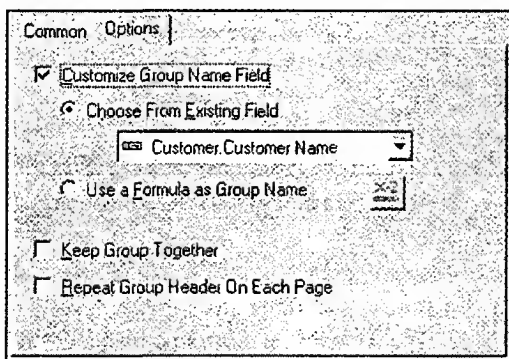 Common Options
Customize Group Name Field
Choose From Existing Field
Customer.Customer Name
Use a Formula as Group Name
X-2
Keep Group Together
Repeat Group Header On Each Page